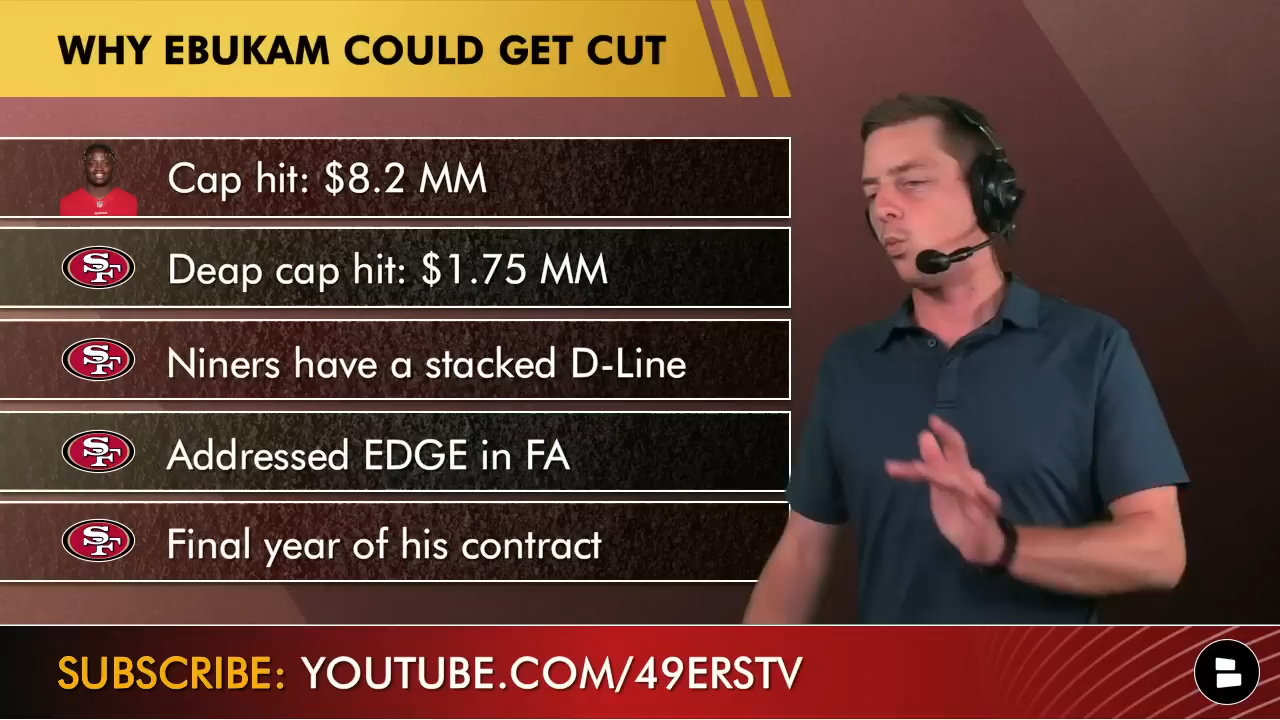 WHY EBUKAM COULD GET CUT
Cap hit: $8.2 MM
Deap cap hit: $1.75 MM
Niners have a stacked D-Line
Addressed EDGE in FA
Final year of his contract
SUBSCRIBE: YOUTUBE.COM/49ERSTV